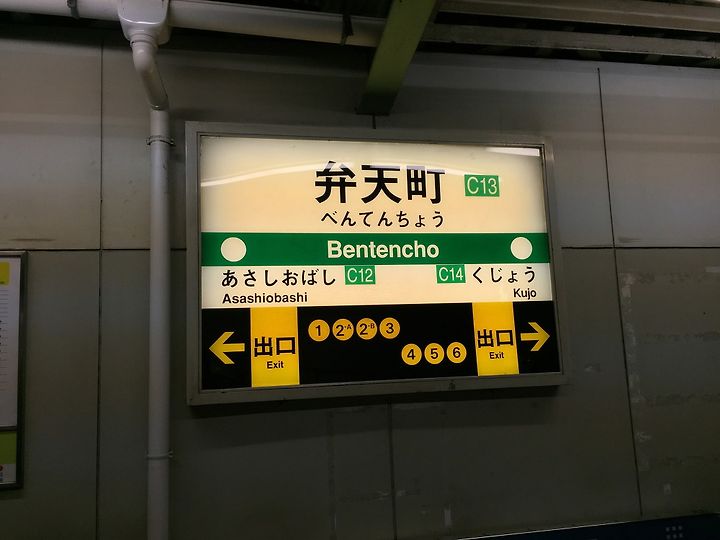 弁天町 C13
べんてんちょう
Bentencho
あさしおばし C12 C14 くじょう
Asashiobashi Kujo
← 出口 Exit 1 2-A 2-B 3
4 5 6 出口 Exit →